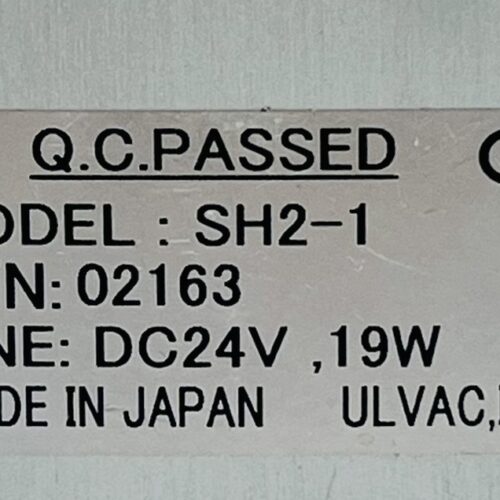 Q.C.PASSED
ODEL : SH2-1
N: 02163
NE: DC24V ,19W
DE IN JAPAN ULVAC,